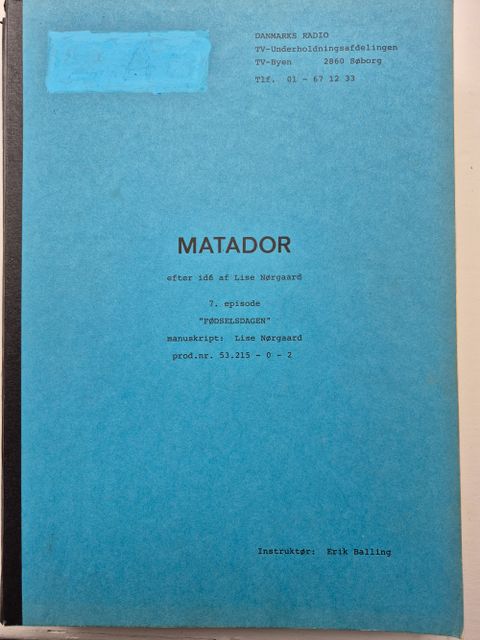 DANMARKS RADIO
TV-Underholdningsafdelingen
TV-Byen 2860 Søborg
Tlf. 01 - 67 12 33
MATADOR
efter idé af Lise Nørgaard
7. episode
"FØDSELSDAGEN"
manuskript: Lise Nørgaard
prod.nr. 53.215 - 0 - 2
Instruktør: Erik Balling